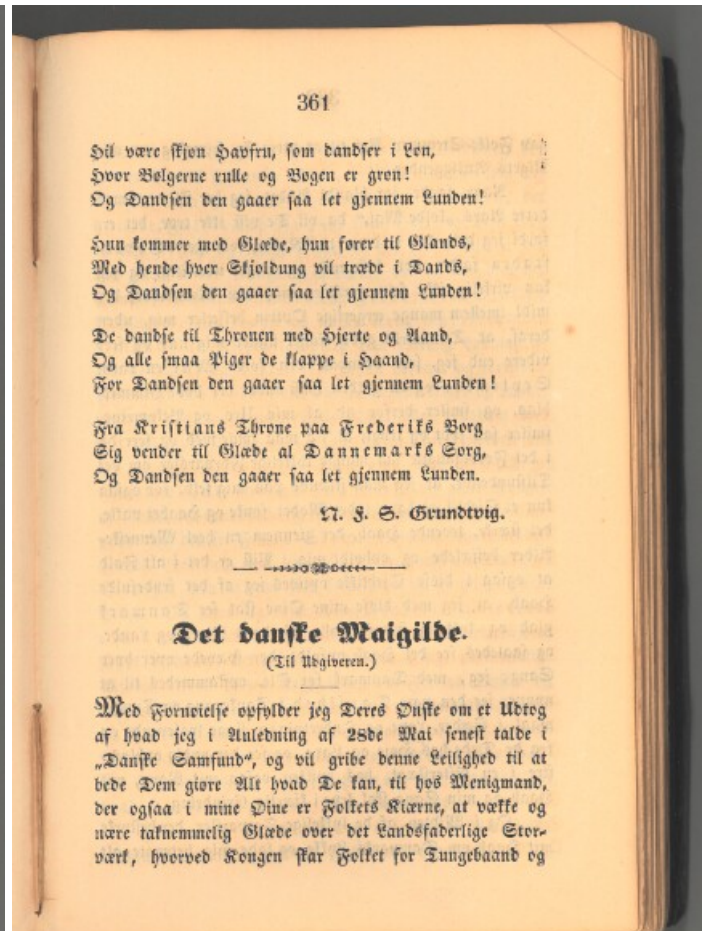 361
Hil være skjøn Havfru, som dandser i Løn,
Hvor Bølgerne rulle og Bøgen er grøn!
Og Dandsen den gaaer saa let gjennem Lunden!
Hun kommer med Glæde, hun fører til Glands,
Med hende hver Skjoldung vil træde i Dands,
Og Dandsen den gaaer saa let gjennem Lunden!
De dandse til Thronen med Hjerte og Aand,
Og alle smaa Piger de klappe i Haand,
For Dandsen den gaaer saa let gjennem Lunden!
Fra Kristians Throne paa Frederiks Borg
Sig vender til Glæde al Dannemarks Sorg,
Og Dandsen den gaaer saa let gjennem Lunden.
N. F. S. Grundtvig.
Det danske Maigilde.
(Til Udgiveren.)
Med Fornøielse opfylder jeg Deres Ønske om et Udtog
af hvad jeg i Anledning af 28de Mai senest talde i
„Danske Samfund“, og vil gribe denne Leilighed til at
bede Dem giøre Alt hvad De kan, til hos Menigmand,
der ogsaa i mine Øine er Folkets Kiærne, at vække og
nære taknemmelig Glæde over det Landsfaderlige Stor-
værk, hvorved Kongen skar Folket for Tungebaand og